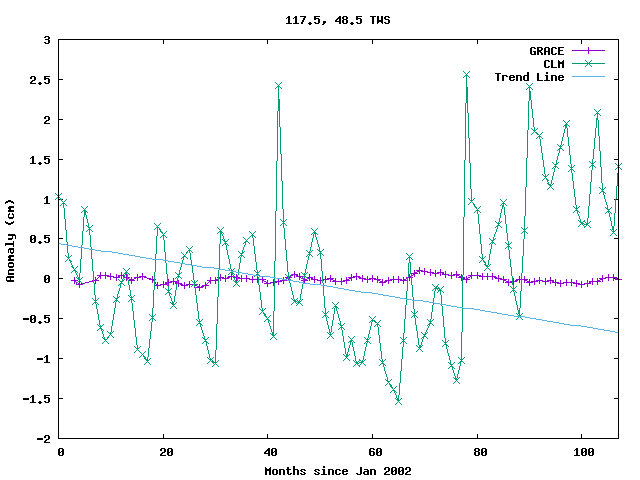 117.5, 48.5 TWS
GRACE
CLM
Trend Line
3
2.5
2
1.5
1
0.5
0
-0.5
-1
-1.5
-2
Anomaly (cm)
0 20 40 60 80 100
Months since Jan 2002